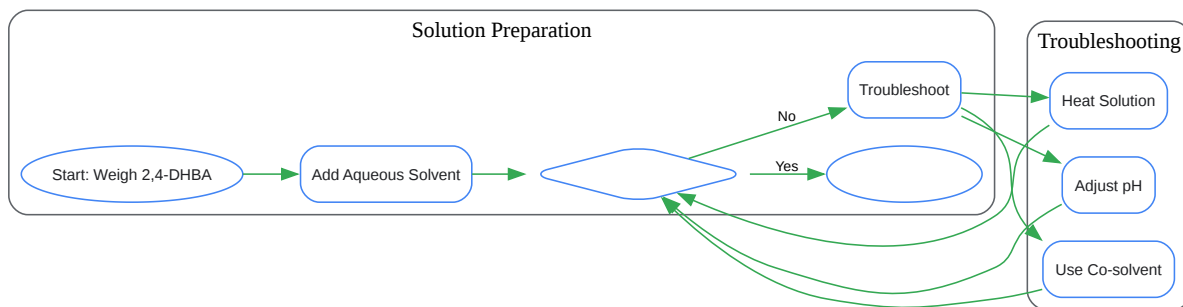 Solution Preparation
Troubleshooting
Troubleshoot
Heat Solution
No
Start: Weigh 2,4-DHBA
Add Aqueous Solvent
Yes
Adjust pH
Use Co-solvent